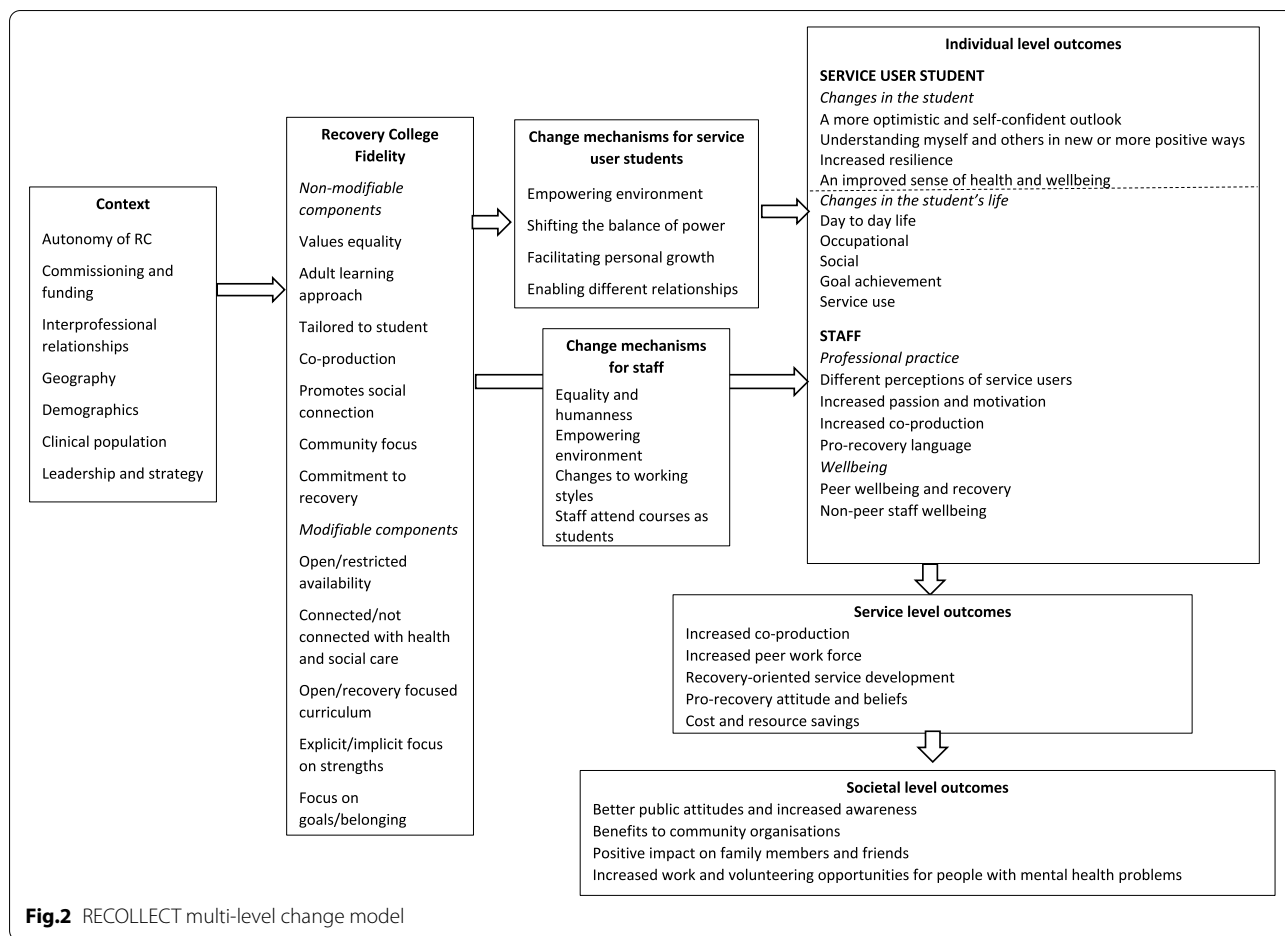 Context
Autonomy of RC
Commissioning and
funding
Interprofessional
relationships
Geography
Demographics
Clinical population
Leadership and strategy
Recovery College
Fidelity
Non-modifiable
components
Values equality
Adult learning
approach
Tailored to student
Co-production
Promotes social
connection
Community focus
Commitment to
recovery
Modifiable components
Open/restricted
availability
Connected/not
connected with health
and social care
Open/recovery focused
curriculum
Explicit/implicit focus
on strengths
Focus on
goals/belonging
Change mechanisms for service
user students
Empowering environment
Shifting the balance of power
Facilitating personal growth
Enabling different relationships
Change mechanisms
for staff
Equality and
humanness
Empowering
environment
Changes to working
styles
Staff attend courses as
students
Individual level outcomes
SERVICE USER STUDENT
Changes in the student
A more optimistic and self-confident outlook
Understanding myself and others in new or more positive ways
Increased resilience
An improved sense of health and wellbeing
Changes in the student's life
Day to day life
Occupational
Social
Goal achievement
Service use
STAFF
Professional practice
Different perceptions of service users
Increased passion and motivation
Increased co-production
Pro-recovery language
Wellbeing
Peer wellbeing and recovery
Non-peer staff wellbeing
Service level outcomes
Increased co-production
Increased peer work force
Recovery-oriented service development
Pro-recovery attitude and beliefs
Cost and resource savings
Societal level outcomes
Better public attitudes and increased awareness
Benefits to community organisations
Positive impact on family members and friends
Increased work and volunteering opportunities for people with mental health problems
Fig.2 RECOLLECT multi-level change model